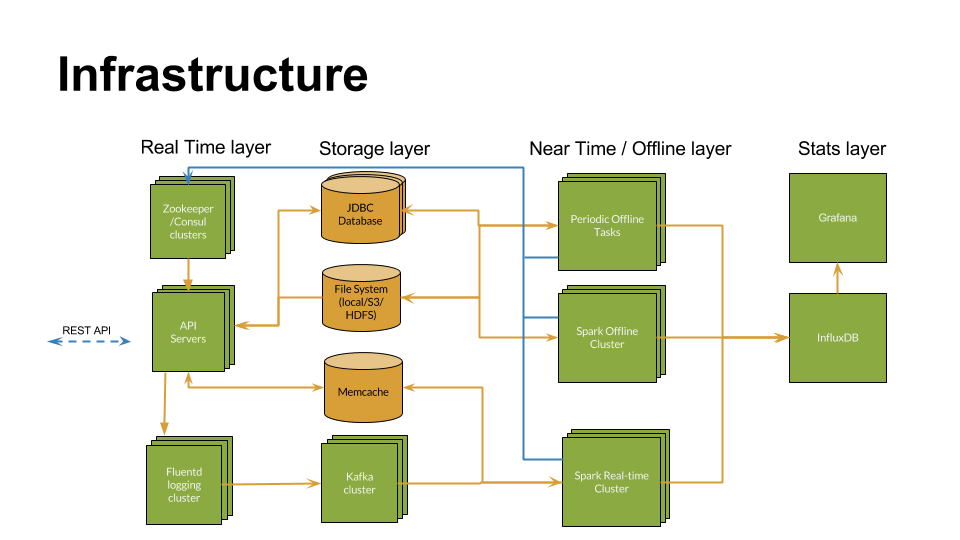 Infrastructure
Real Time layer
Storage layer
Near Time / Offline layer
Stats layer
Zookeeper
/Consul
clusters
JDBC
Database
Periodic Offline
Tasks
Grafana
File System
(local/S3/
HDFS)
REST API
API
Servers
Spark Offline
Cluster
InfluxDB
Memcache
Fluentd
logging
cluster
Kafka
cluster
Spark Real-time
Cluster